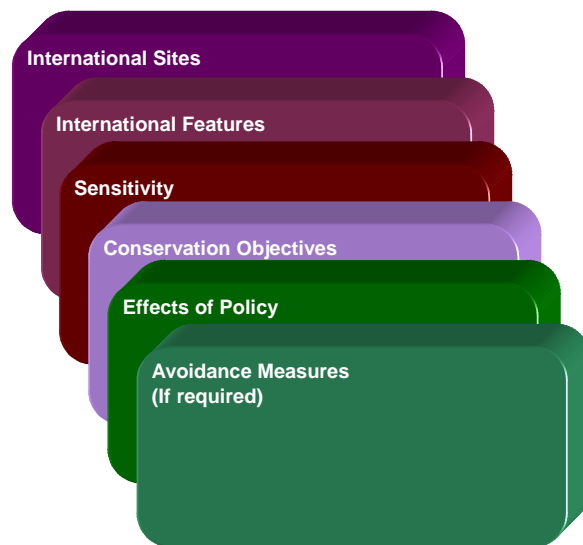 International Sites
International Features
Sensitivity
Conservation Objectives
Effects of Policy
Avoidance Measures
(If required)